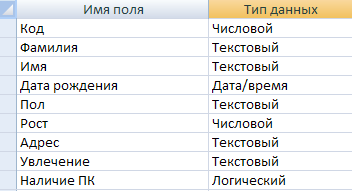 Имя поля Тип данных
Код Числовой
Фамилия Текстовый
Имя Текстовый
Дата рождения Дата/время
Пол Текстовый
Рост Числовой
Адрес Текстовый
Увлечение Текстовый
Наличие ПК Логический